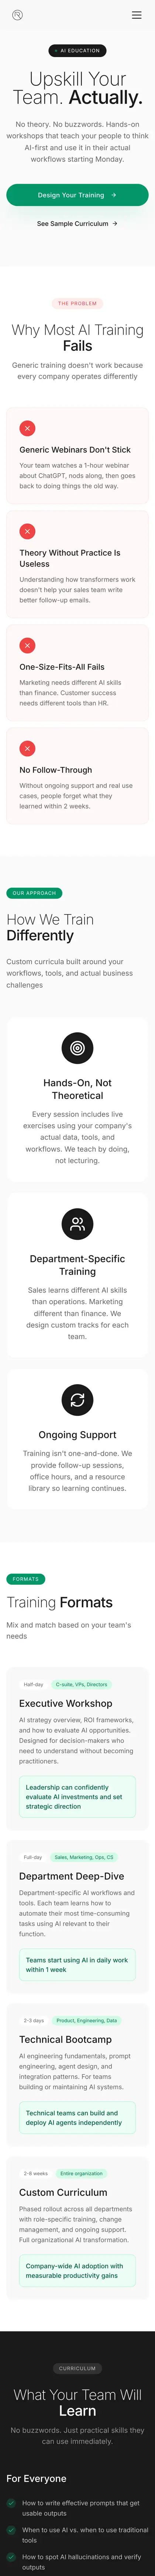 AI EDUCATION
Upskill Your
Team. Actually.
No theory. No buzzwords. Hands-on
workshops that teach your people to think
AI-first and use it in their actual
workflows starting Monday.
Design Your Training →
See Sample Curriculum →
THE PROBLEM
Why Most AI Training
Fails
Generic training doesn't work because
every company operates differently
Generic Webinars Don't Stick
Your team watches a 1-hour webinar
about ChatGPT, nods along, then goes
back to doing things the old way.
Theory Without Practice Is
Useless
Understanding how transformers work
doesn't help your sales team write
better follow-up emails.
One-Size-Fits-All Fails
Marketing needs different AI skills
than finance. Customer success
needs different tools than HR.
No Follow-Through
Without ongoing support and real use
cases, people forget what they
learned within 2 weeks.
OUR APPROACH
How We Train
Differently
Custom curricula built around your
workflows, tools, and actual business
challenges
Hands-On, Not
Theoretical
Every session includes live
exercises using your company's
actual data, tools, and
workflows. We teach by doing,
not lecturing.
Department-Specific
Training
Sales learns different AI skills
than operations. Marketing
different than finance. We
design custom tracks for each
team.
Ongoing Support
Training isn't one-and-done. We
provide follow-up sessions,
office hours, and a resource
library so learning continues.
FORMATS
Training Formats
Mix and match based on your team's
needs
Half-day C-suite, VPs, Directors
Executive Workshop
AI strategy overview, ROI frameworks,
and how to evaluate AI opportunities.
Designed for decision-makers who
need to understand without becoming
practitioners.
Leadership can confidently
evaluate AI investments and set
strategic direction
Full-day Sales, Marketing, Ops, CS
Department Deep-Dive
Department-specific AI workflows and
tools. Each team learns how to
automate their most time-consuming
tasks using AI relevant to their
function.
Teams start using AI in daily work
within 1 week
2-3 days Product, Engineering, Data
Technical Bootcamp
AI engineering fundamentals, prompt
engineering, agent design, and
integration patterns. For teams
building or maintaining AI systems.
Technical teams can build and
deploy AI agents independently
2-8 weeks Entire organization
Custom Curriculum
Phased rollout across all departments
with role-specific training, change
management, and ongoing support.
Full organizational AI transformation.
Company-wide AI adoption with
measurable productivity gains
CURRICULUM
What Your Team Will
Learn
No buzzwords. Just practical skills they
can use immediately.
For Everyone
How to write effective prompts that get
usable outputs
When to use AI vs. when to use traditional
tools
How to spot AI hallucinations and verify
outputs